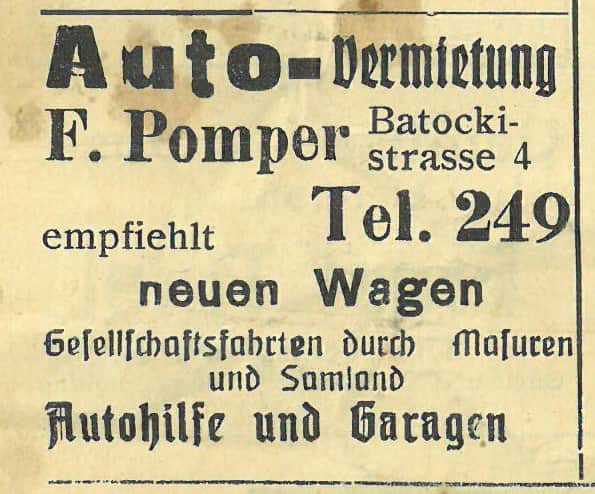 Auto-Vermietung
F. Pomper Batocki-
strasse 4
empfiehlt Tel. 249
neuen Wagen
Geſellſchaftsfahrten durch Maſuren
und Samland
Autohilfe und Garagen